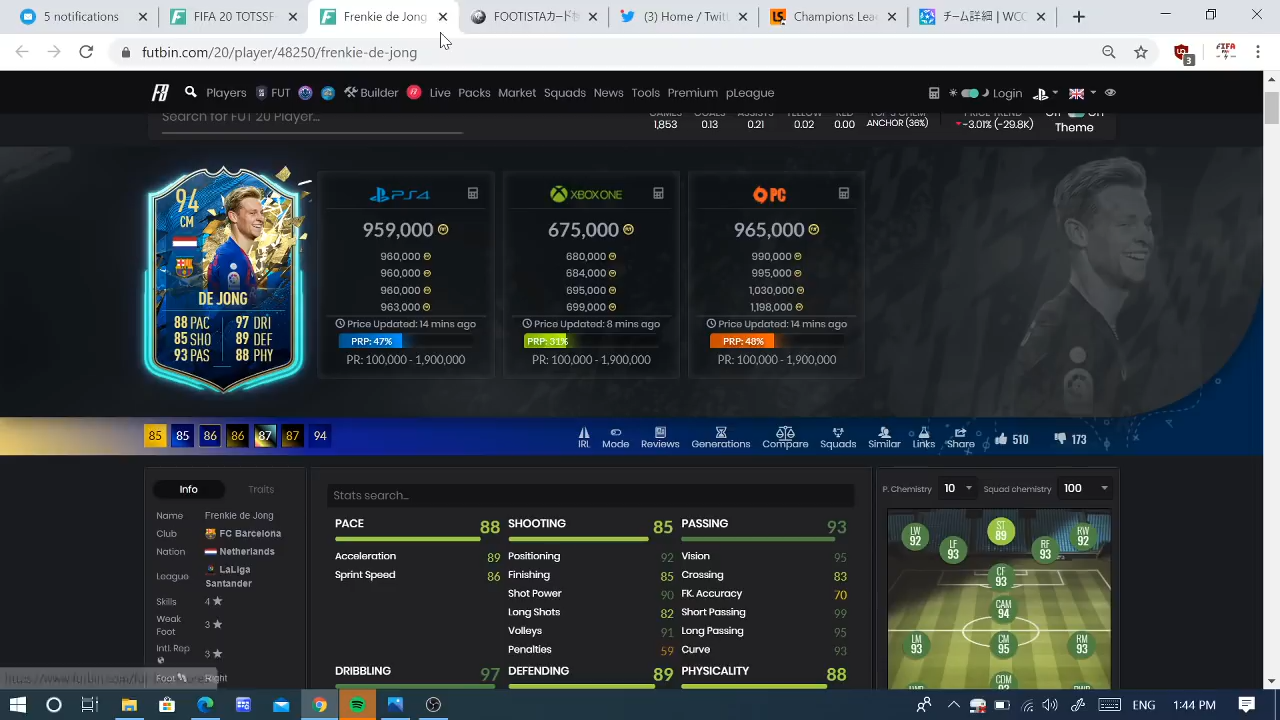 5 Notifications
FIFA 20 TOTSSF
Frenkie de Jong
FOOTISTAカード
(3) Home / Twitt
Champions Lea
チーム詳細 | WCC
futbin.com/20/player/48250/frenkie-de-jong
3
Players
FUT
Builder
Live
Packs
Market
Squads
News
Tools
Premium
pLeague
Login
Search for FUT 20 Player...
GAMES GOALS ASSISTS YELLOW RED
1,853 0.13 0.21 0.02 0.00
ANCHOR (36%)
PRICE TREND
-3.01% (-29.8K)
Off On
Theme
94
CM
DE JONG
88 PAC 97 DRI
85 SHO 89 DEF
93 PAS 88 PHY
PS4
959,000
960,000
960,000
960,000
963,000
Price Updated: 14 mins ago
PRP: 47%
PR: 100,000 - 1,900,000
XBOX ONE
675,000
680,000
684,000
695,000
699,000
Price Updated: 8 mins ago
PRP: 31%
PR: 100,000 - 1,900,000
PC
965,000
990,000
995,000
1,030,000
1,198,000
Price Updated: 14 mins ago
PRP: 48%
PR: 100,000 - 1,900,000
85 85 86 86 87 87 94
IRL
Mode
Reviews
Generations
Compare
Squads
Similar
Links
Share
510
173
Info
Traits
Name Frenkie de Jong
Club FC Barcelona
Nation Netherlands
League LaLiga Santander
Skills 4
Weak Foot 3
Intl. Rep 3
Foot Right
Stats search...
PACE 88
Acceleration 89
Sprint Speed 86
SHOOTING 85
Positioning 92
Finishing 85
Shot Power 90
Long Shots 82
Volleys 91
Penalties 59
PASSING 93
Vision 95
Crossing 83
FK. Accuracy 70
Short Passing 99
Long Passing 95
Curve 93
DRIBLING 97
DEFENDING 89
PHYSICALITY 88
P. Chemistry 10
Squad chemistry 100
LW 92
ST 89
RW 92
LF 93
RF 93
CF 93
CAM 94
LM 93
CM 95
RM 93
ENG
1:44 PM